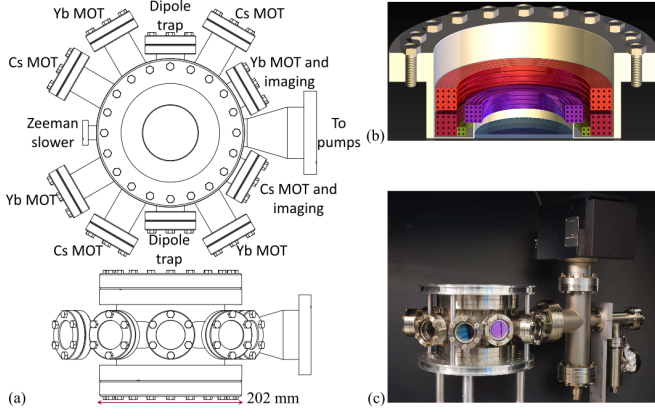 Yb MOT
Dipole
trap
Cs MOT
Cs MOT
Yb MOT and
imaging
Zeeman
slower
To
pumps
Yb MOT
Cs MOT and
imaging
Cs MOT
Dipole
trap
Yb MOT
202 mm
(a)
(b)
(c)